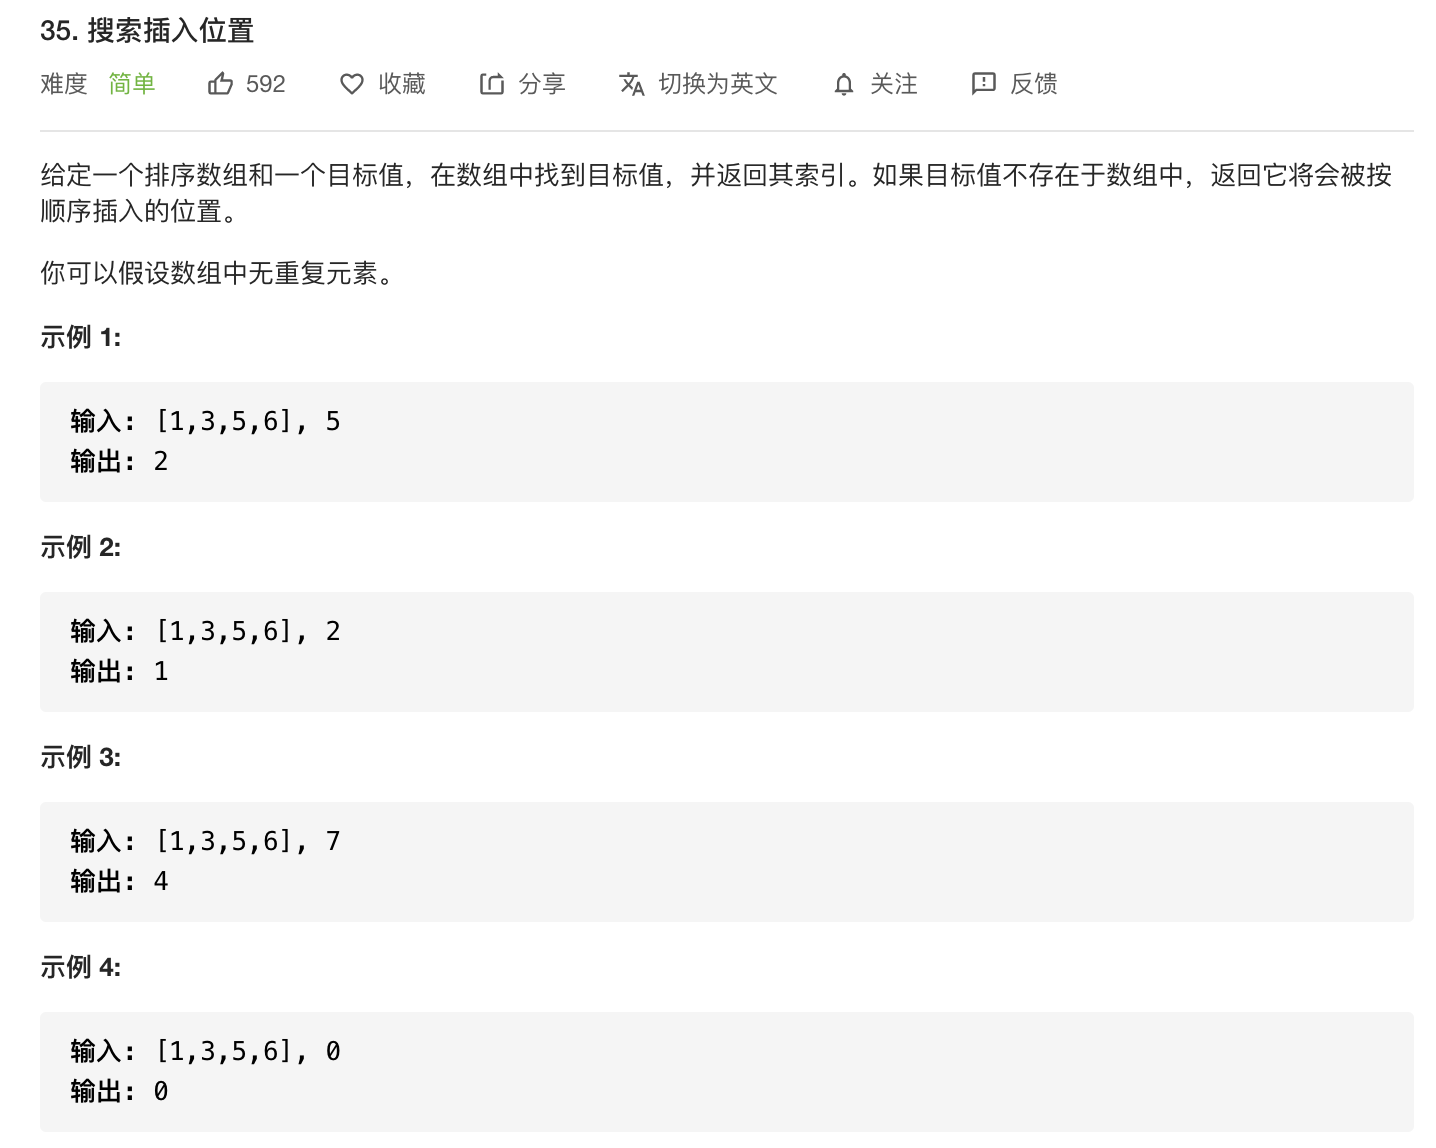 35. 搜索插入位置
难度 简单 592 收藏 分享 切换为英文 关注 反馈
给定一个排序数组和一个目标值，在数组中找到目标值，并返回其索引。如果目标值不存在于数组中，返回它将会被按
顺序插入的位置。
你可以假设数组中无重复元素。
示例 1:
输入: [1,3,5,6], 5
输出: 2
示例 2:
输入: [1,3,5,6], 2
输出: 1
示例 3:
输入: [1,3,5,6], 7
输出: 4
示例 4:
输入: [1,3,5,6], 0
输出: 0